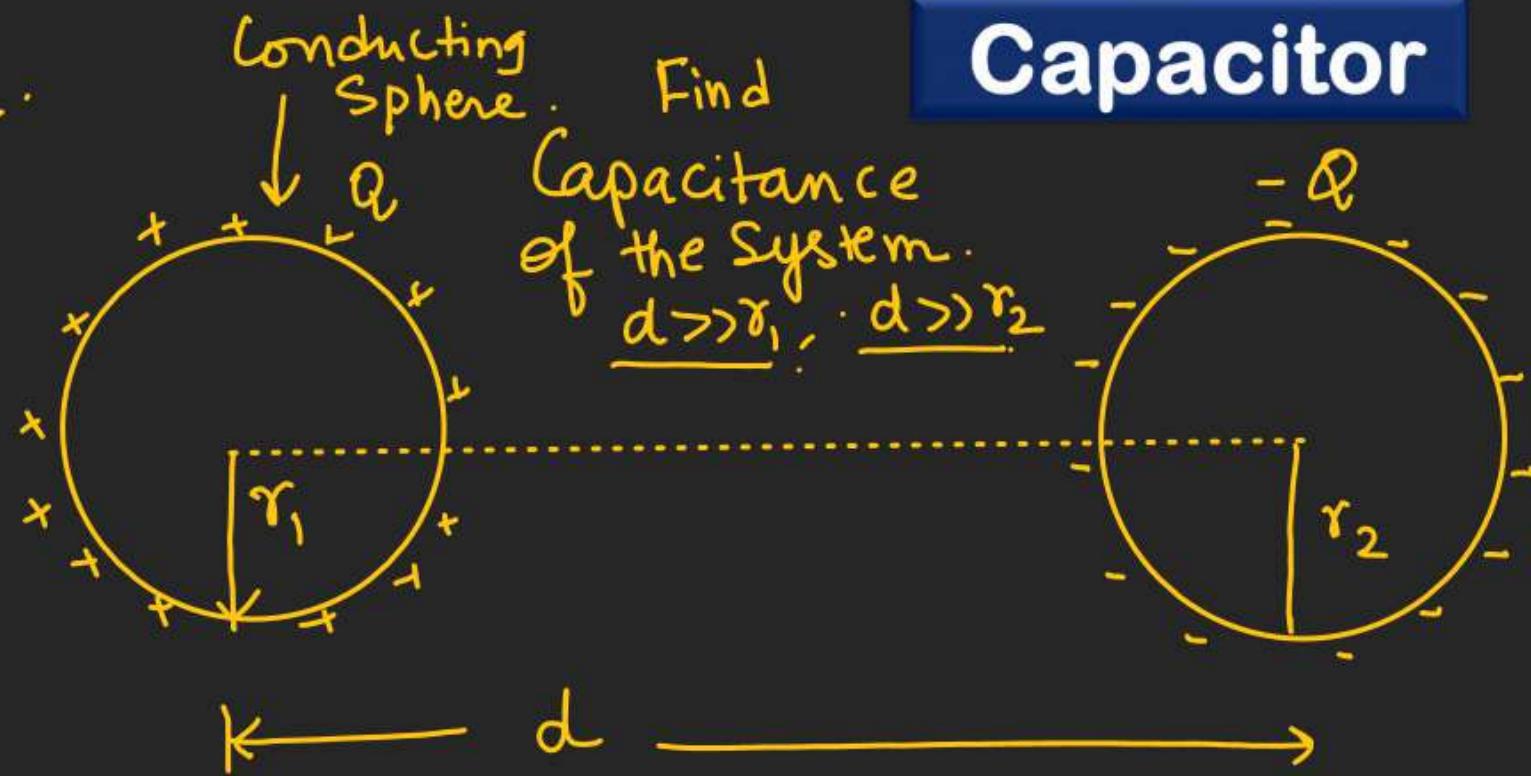 Capacitor
Conducting
Sphere.
Find
Capacitance
of the System.
d>>r₁; d>>r₂
Q
-Q
r₁
r₂
d